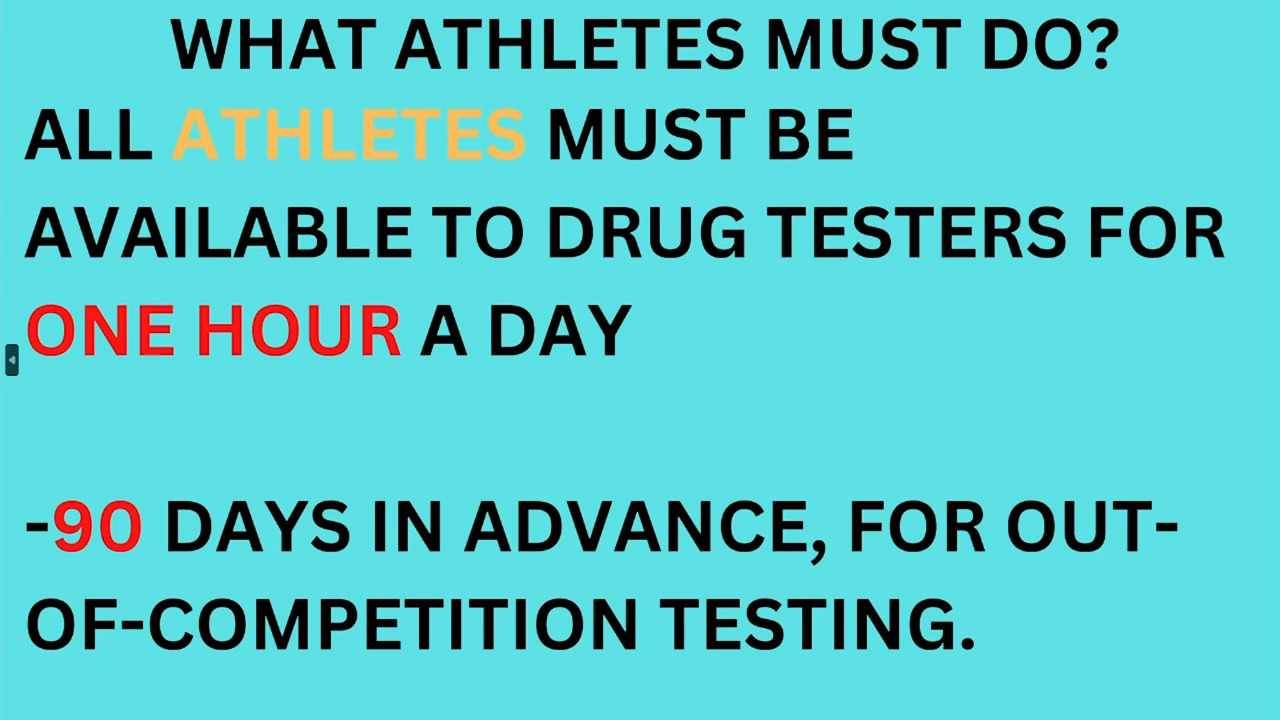 WHAT ATHLETES MUST DO?
ALL ATHLETES MUST BE
AVAILABLE TO DRUG TESTERS FOR
ONE HOUR A DAY
-90 DAYS IN ADVANCE, FOR OUT-
OF-COMPETITION TESTING.